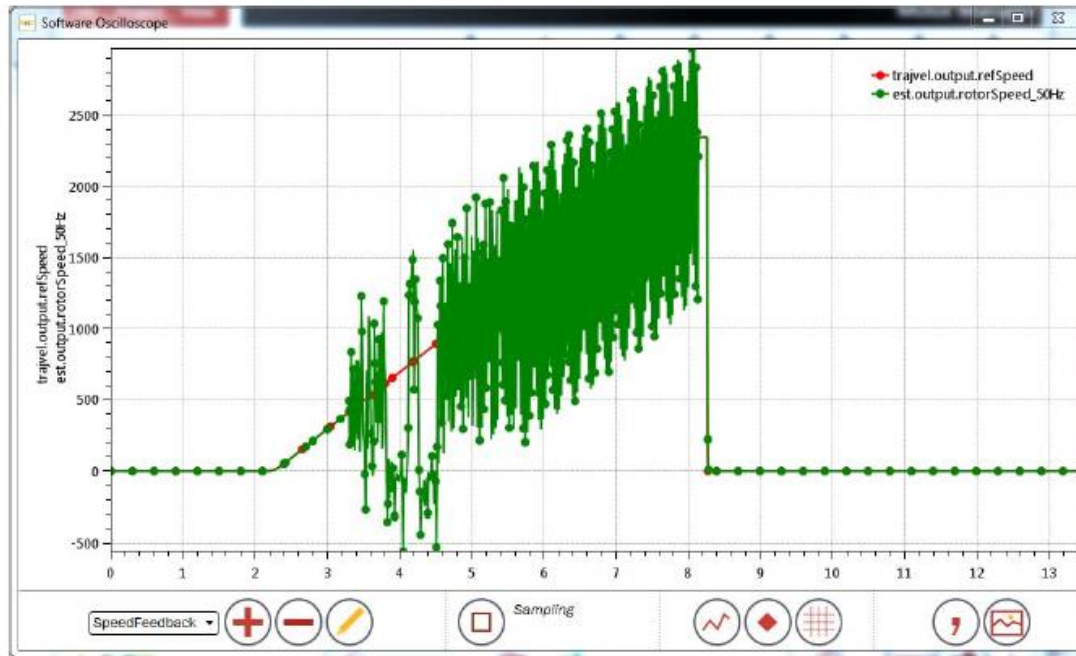 Software Oscilloscope
trajvel.output.refSpeed
est.output.rotorSpeed_50Hz
trajvel.output.refSpeed
est.output.rotorSpeed_50Hz
2500
2000
1500
1000
500
0
-500
0 1 2 3 4 5 6 7 8 9 10 11 12 13
SpeedFeedback
Sampling